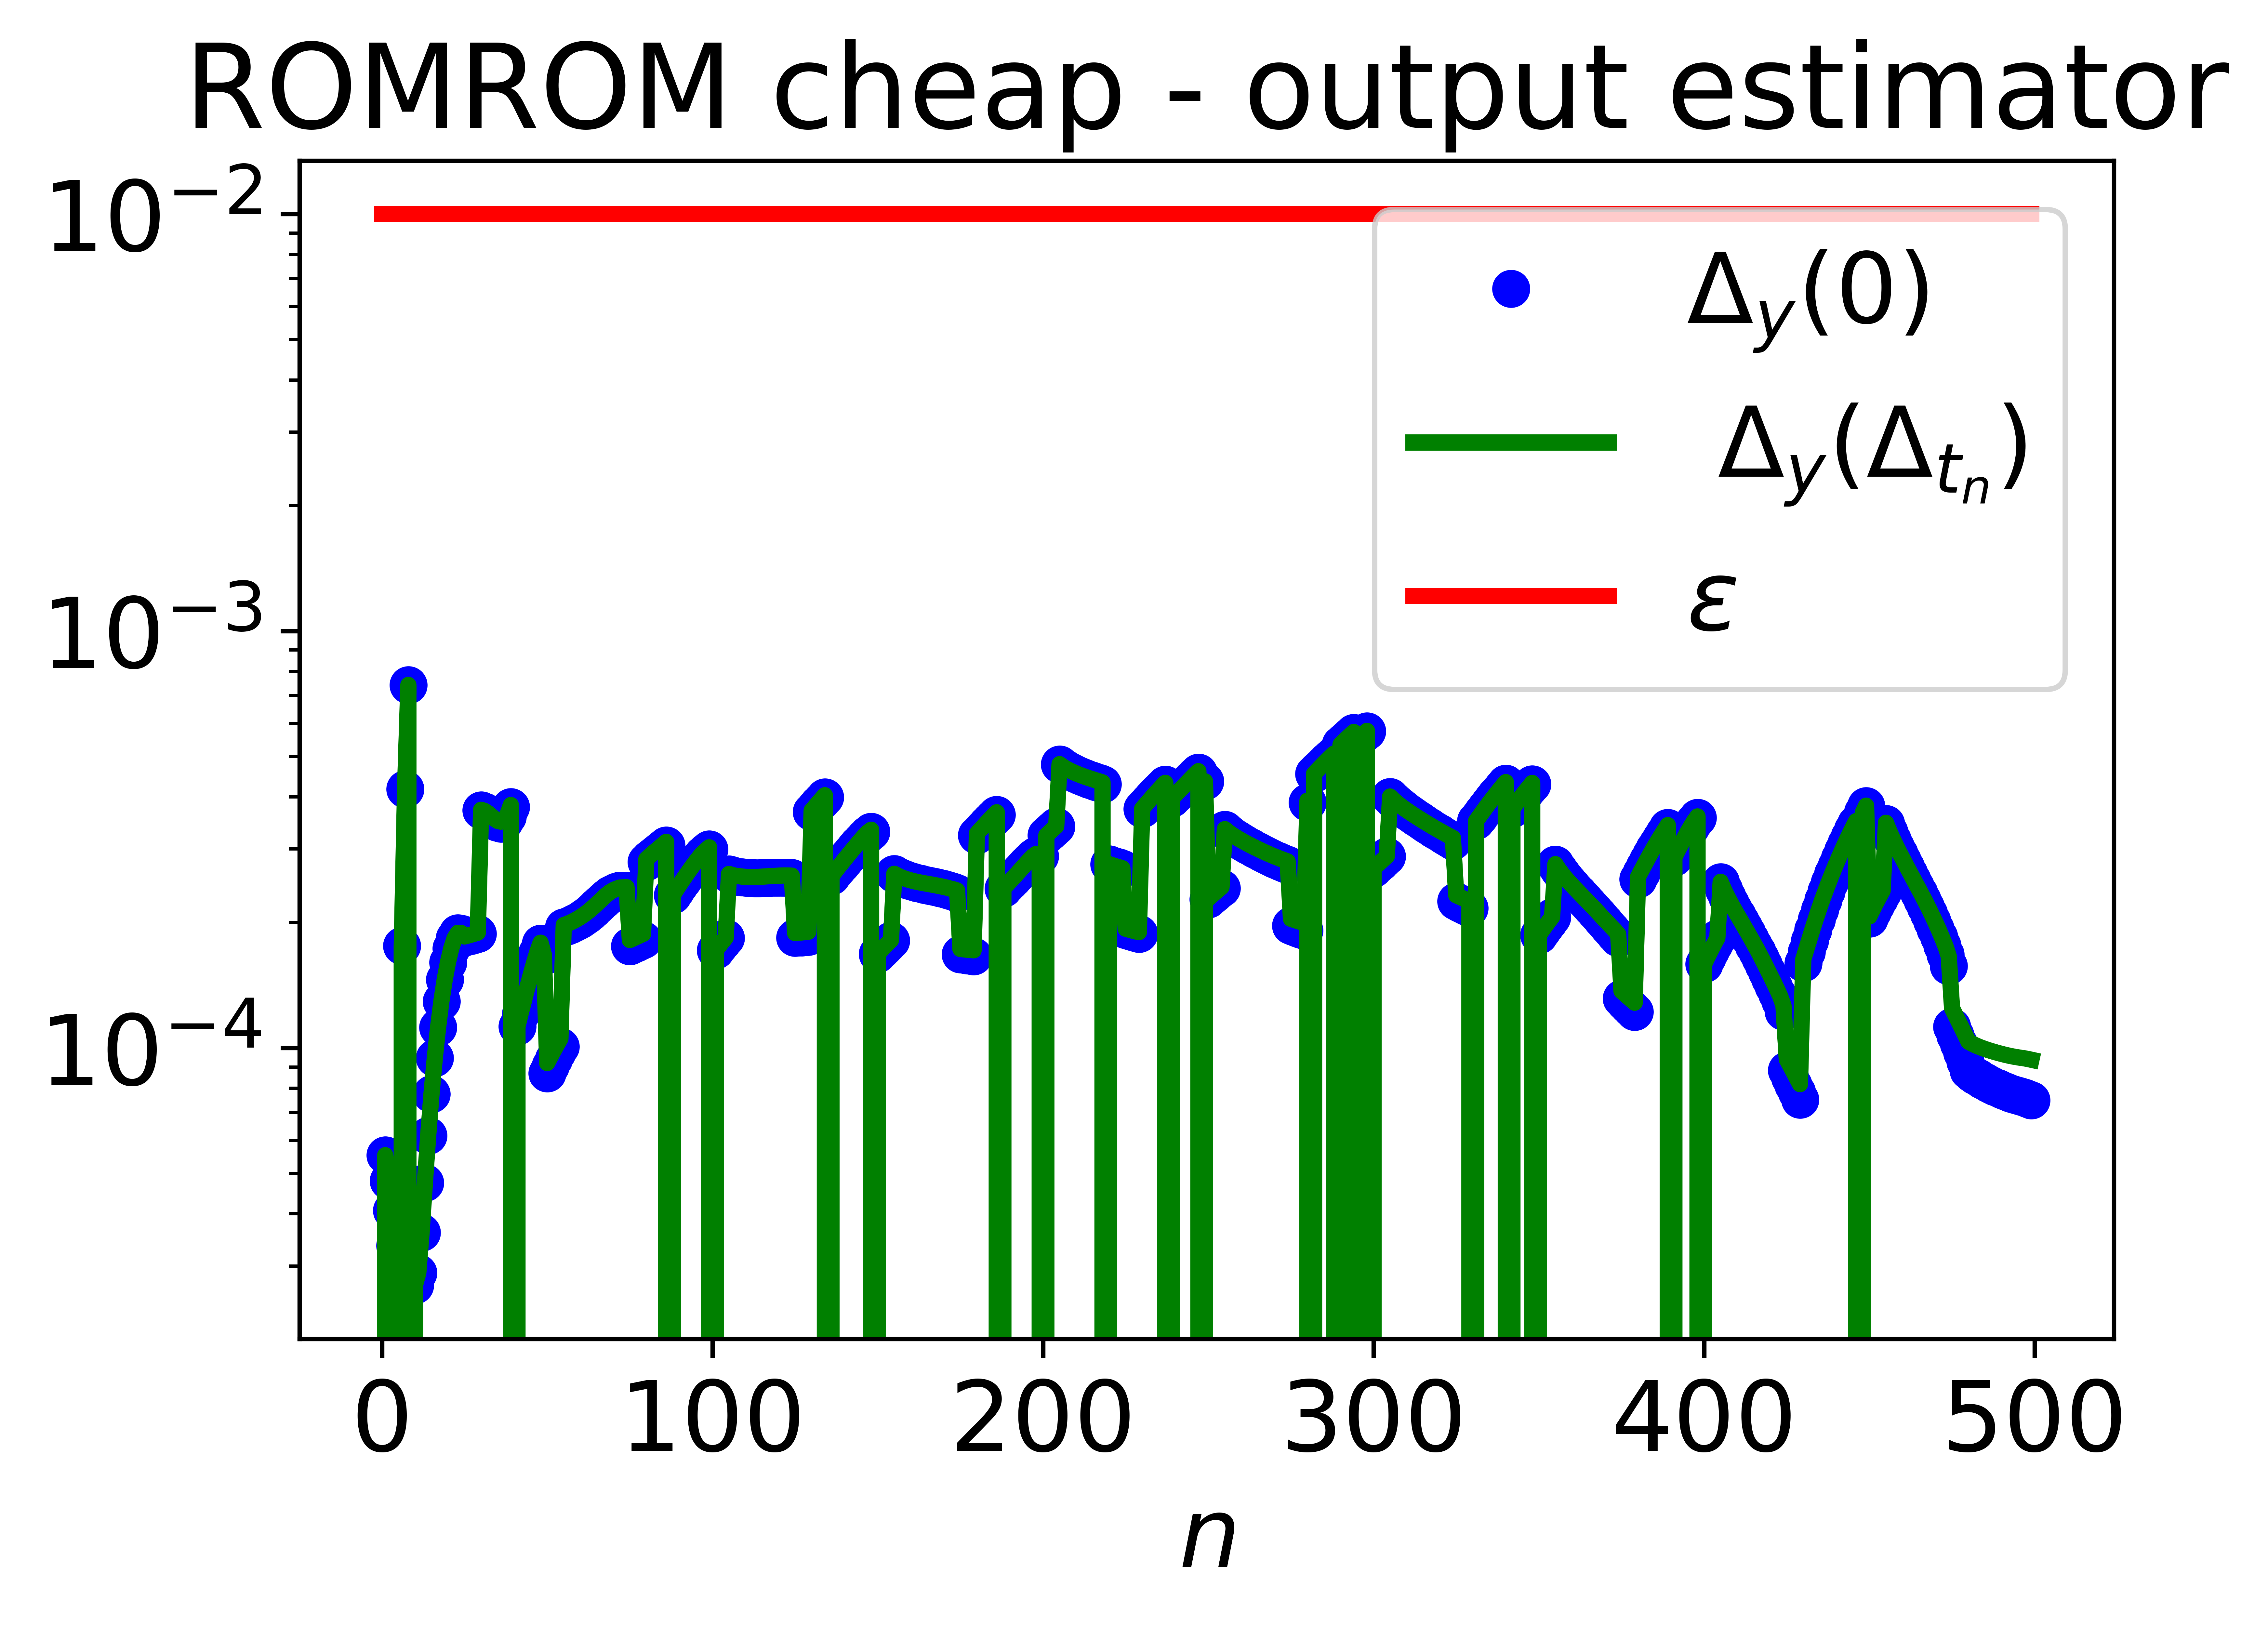 ROMROM cheap - output estimator
10⁻²
10⁻³
10⁻⁴
Δ_y(0)
Δ_y(Δ_{t_n})
ε
0 100 200 300 400 500
n